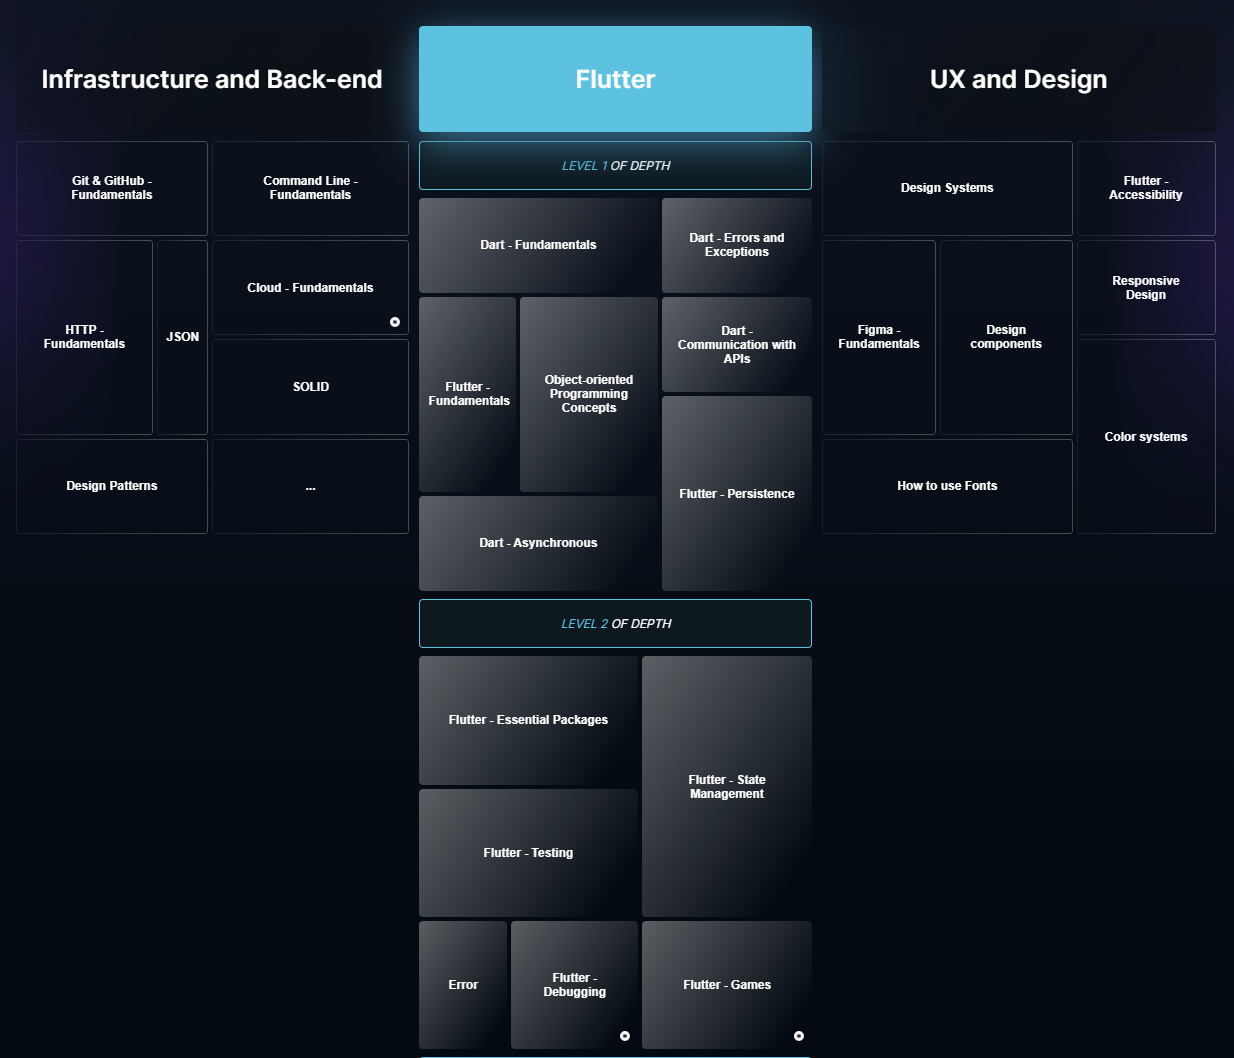 Infrastructure and Back-end
Git & GitHub -
Fundamentals
Command Line -
Fundamentals
HTTP -
Fundamentals
JSON
Cloud - Fundamentals
SOLID
Design Patterns
...
Flutter
LEVEL 1 OF DEPTH
Dart - Fundamentals
Dart - Errors and
Exceptions
Flutter -
Fundamentals
Object-oriented
Programming
Concepts
Dart -
Communication with
APIs
Flutter - Persistence
Dart - Asynchronous
LEVEL 2 OF DEPTH
Flutter - Essential Packages
Flutter - State
Management
Flutter - Testing
Error
Flutter -
Debugging
Flutter - Games
UX and Design
Design Systems
Flutter -
Accessibility
Figma -
Fundamentals
Design
components
Responsive
Design
Color systems
How to use Fonts